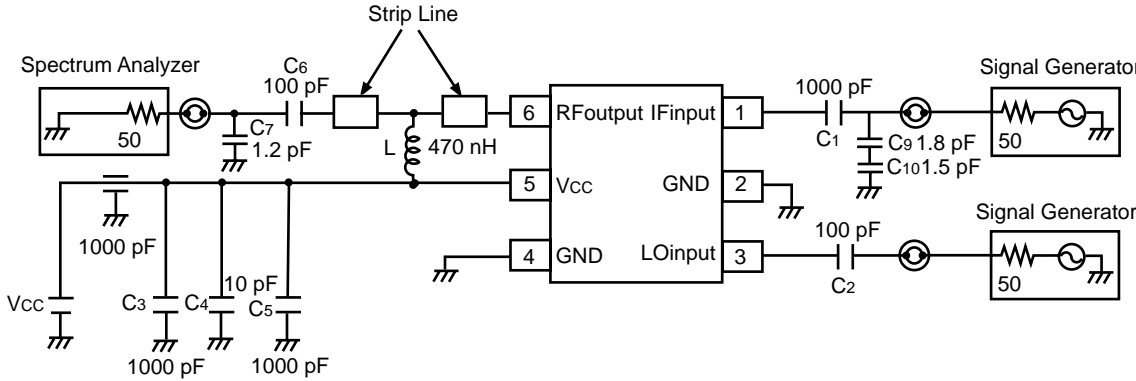 Strip Line
Spectrum Analyzer
C6
100 pF
1000 pF
Signal Generator
50
C7
1.2 pF
L
470 nH
6
RFoutput
IFinput
1
C1
C9 1.8 pF
C10 1.5 pF
50
5
VCC
GND
2
Signal Generator
1000 pF
4
GND
LOinput
3
100 pF
C2
50
VCC
C3
C4
10 pF
C5
1000 pF
1000 pF